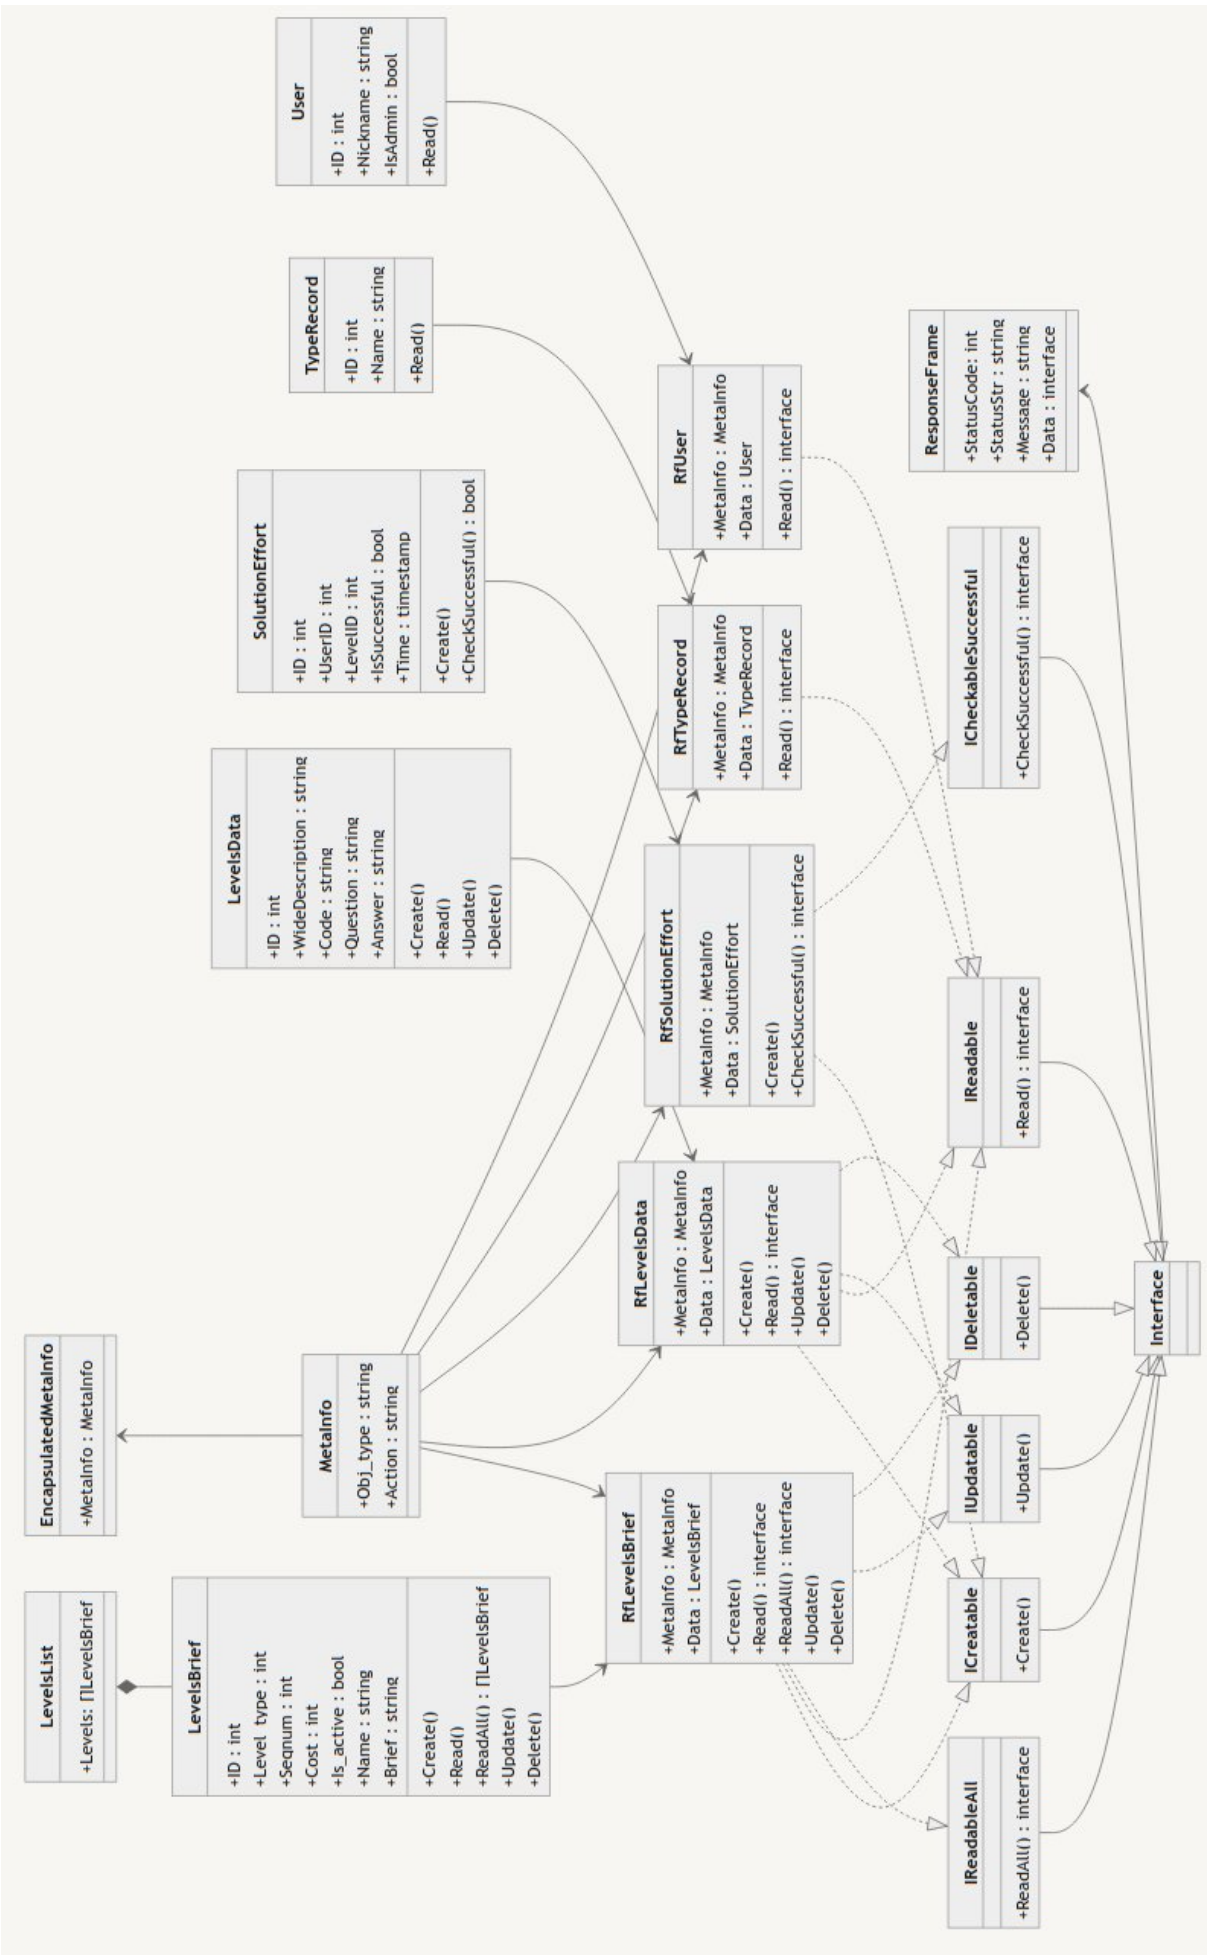 LevelsList
+Levels: []LevelsBrief
EncapsulatedMetaInfo
+MetaInfo : MetaInfo
LevelsBrief
+ID : int
+Level_type : int
+Seqnum : int
+Cost : int
+Is_active : bool
+Name : string
+Brief : string
+Create()
+Read()
+ReadAll() : []LevelsBrief
+Update()
+Delete()
MetaInfo
+Obj_type : string
+Action : string
LevelsData
+ID : int
+WideDescription : string
+Code : string
+Question : string
+Answer : string
+Create()
+Read()
+Update()
+Delete()
SolutionEffort
+ID : int
+UserID : int
+LevelID : int
+IsSuccessful : bool
+Time : timestamp
+Create()
+CheckSuccessful() : bool
TypeRecord
+ID : int
+Name : string
+Read()
User
+ID : int
+Nickname : string
+IsAdmin : bool
+Read()
RfLevelsBrief
+MetaInfo : MetaInfo
+Data : LevelsBrief
+Create()
+Read() : interface
+ReadAll() : interface
+Update()
+Delete()
RfLevelsData
+MetaInfo : MetaInfo
+Data : LevelsData
+Create()
+Read() : interface
+Update()
+Delete()
RfSolutionEffort
+MetaInfo : MetaInfo
+Data : SolutionEffort
+Create()
+CheckSuccessful() : interface
RfTypeRecord
+MetaInfo : MetaInfo
+Data : TypeRecord
+Read() : interface
RfUser
+MetaInfo : MetaInfo
+Data : User
+Read() : interface
IReadableAll
+ReadAll() : interface
ICreatable
+Create()
IUpdatable
+Update()
IDeletable
+Delete()
IReadable
+Read() : interface
ICheckableSuccessful
+CheckSuccessful() : interface
ResponseFrame
+StatusCode: int
+StatusStr : string
+Message : string
+Data : interface
Interface